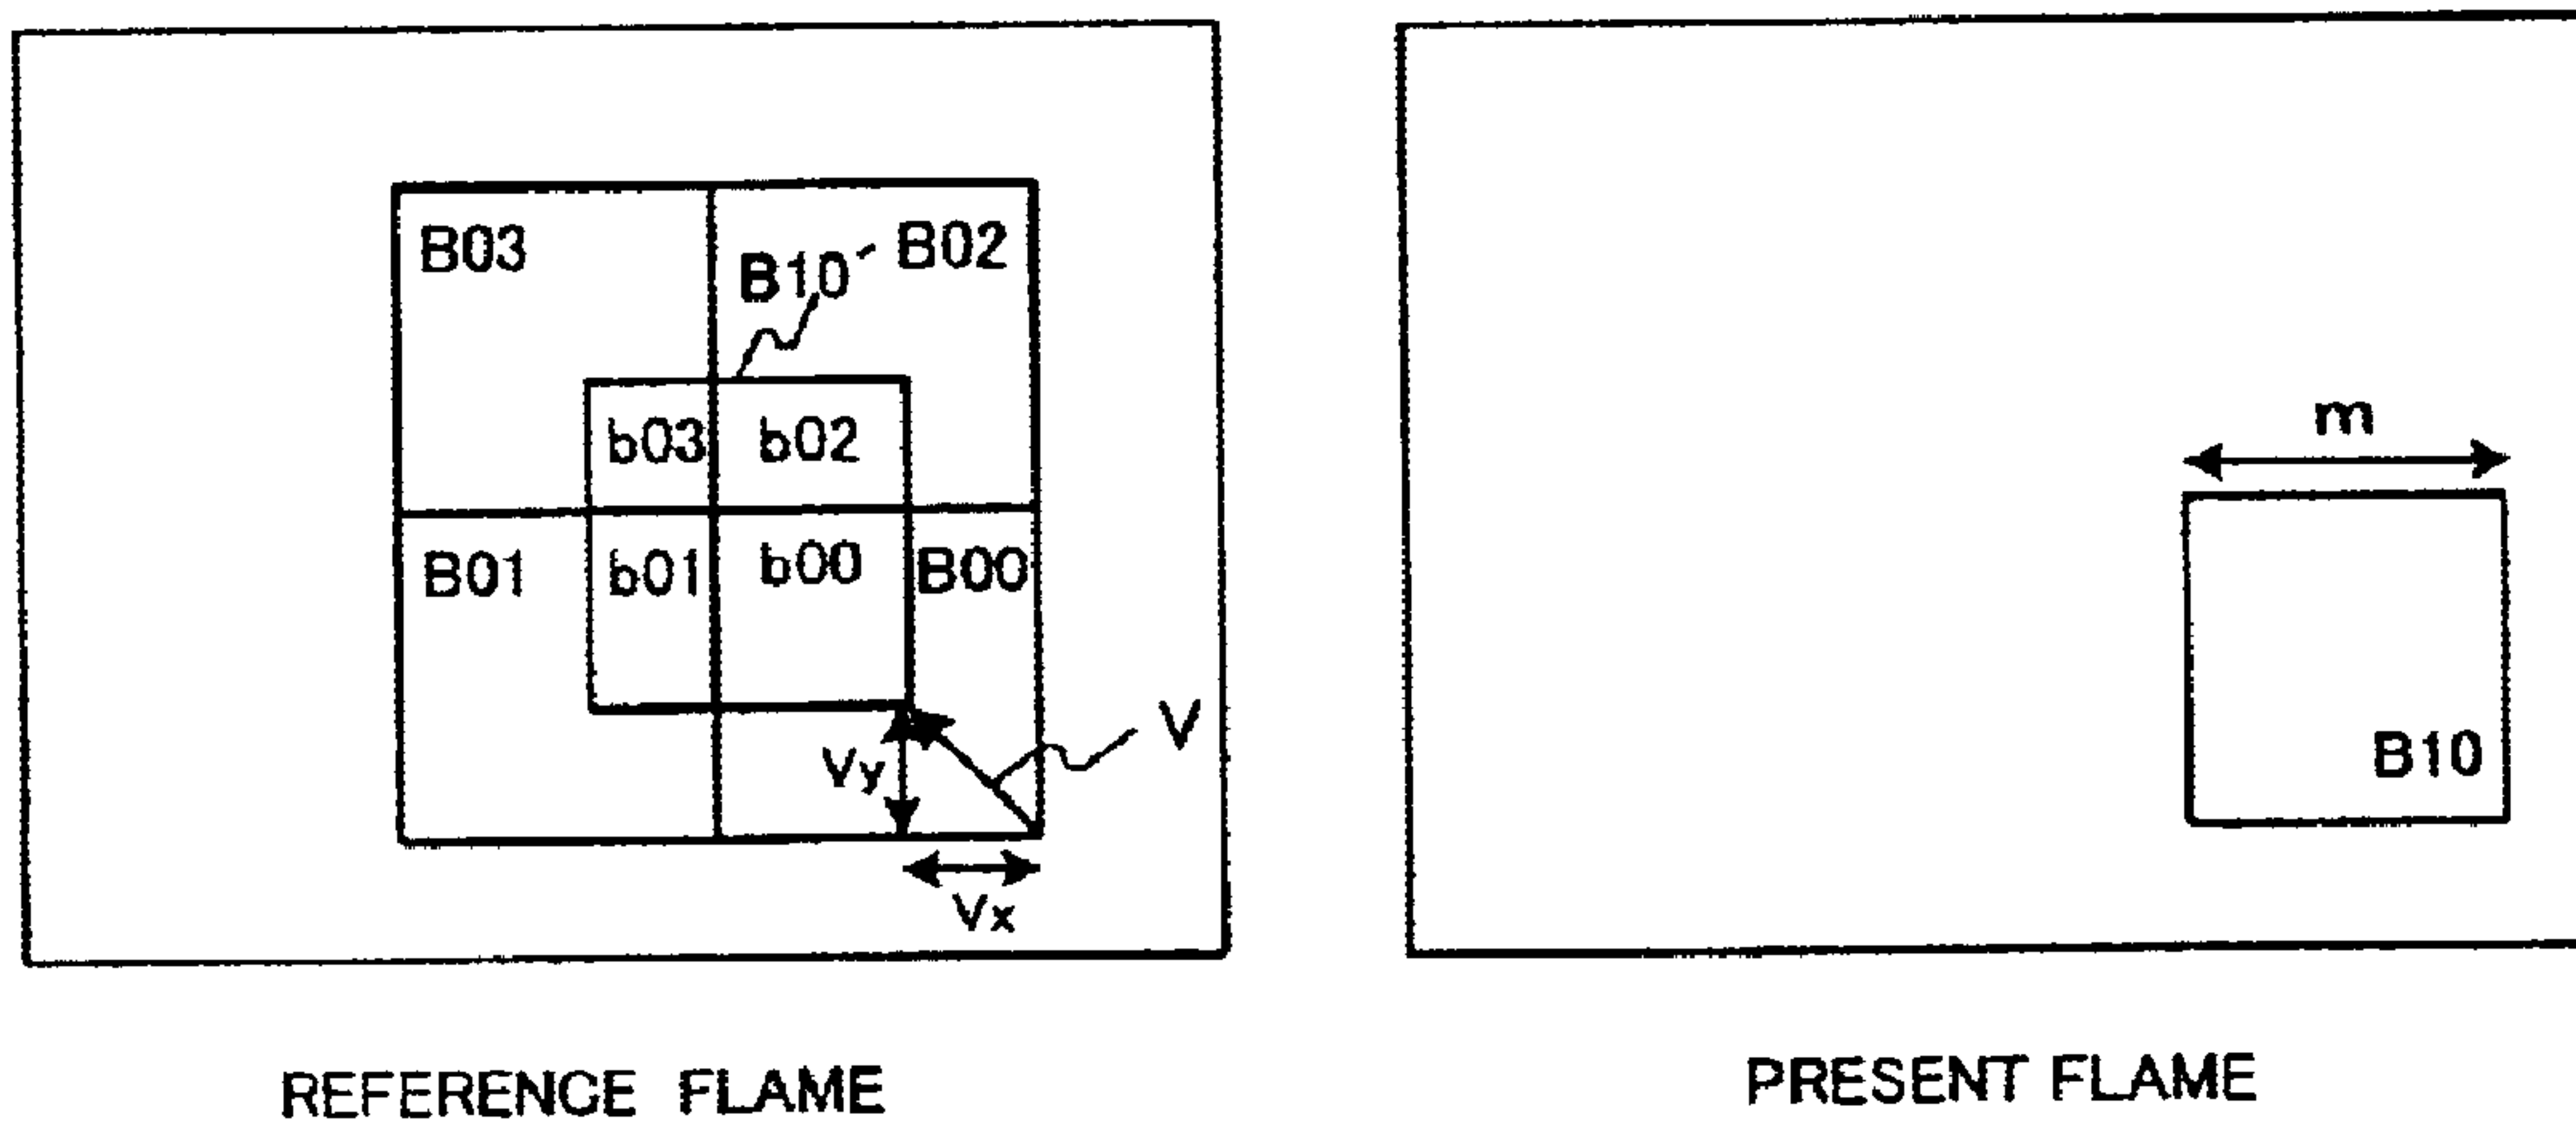 B03
B10'
B02
b03
b02
B01
b01
b00
B00
V
Vy
Vx
REFERENCE FLAME
m
B10
PRESENT FLAME